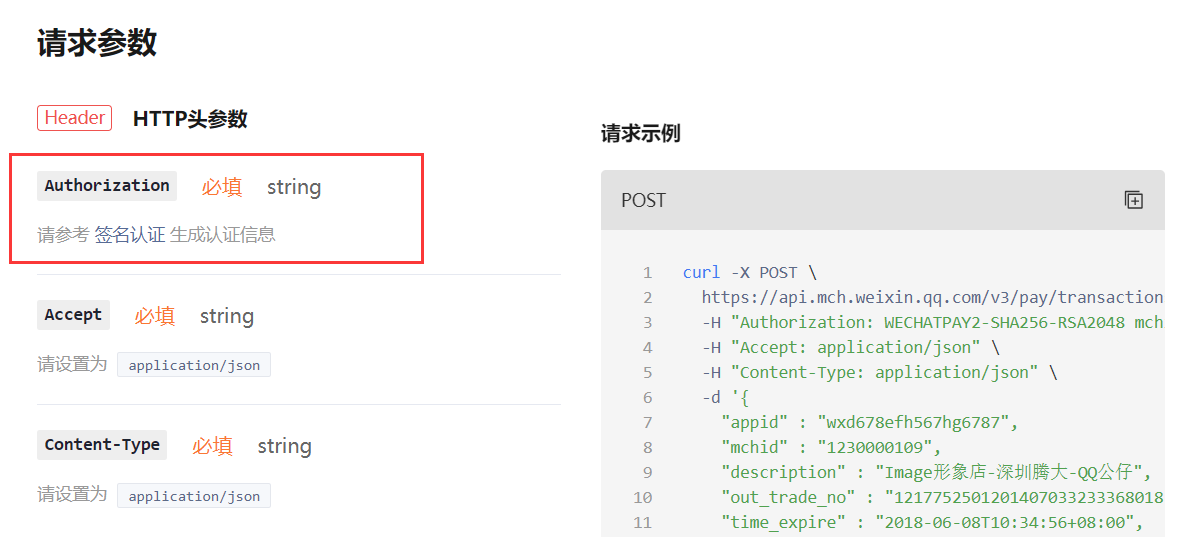 请求参数
Header HTTP头参数
Authorization 必填 string
请参考 签名认证 生成认证信息
Accept 必填 string
请设置为 application/json
Content-Type 必填 string
请设置为 application/json
请求示例
POST
1 curl -X POST \
2 https://api.mch.weixin.qq.com/v3/pay/transaction
3 -H "Authorization: WECHATPAY2-SHA256-RSA2048 mch
4 -H "Accept: application/json" \
5 -H "Content-Type: application/json" \
6 -d '{
7 "appid" : "wxd678efh567hg6787",
8 "mchid" : "1230000109",
9 "description" : "Image形象店-深圳腾大-QQ公仔",
10 "out_trade_no" : "1217752501201407033233368018
11 "time_expire" : "2018-06-08T10:34:56+08:00",